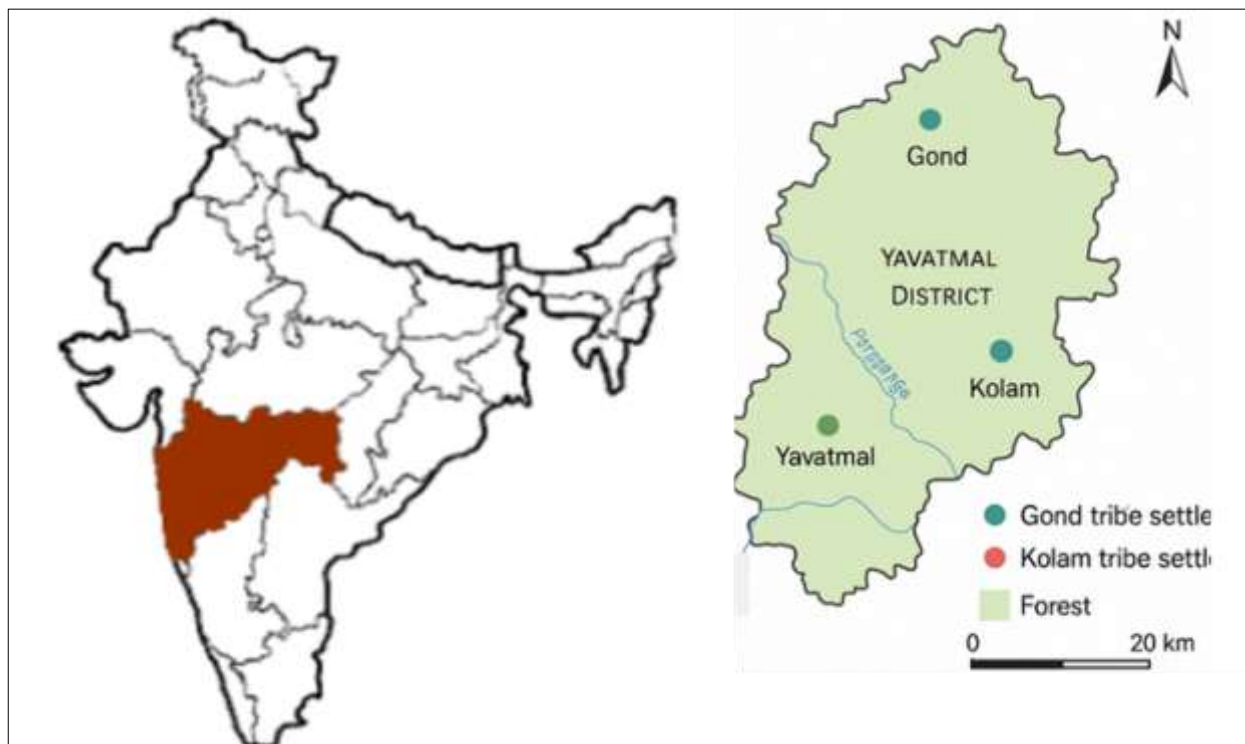 N
Gond
YAVATMAL
DISTRICT
Kolam
Yavatmal
Gond tribe settle
Kolam tribe settl
Forest
0 20 km